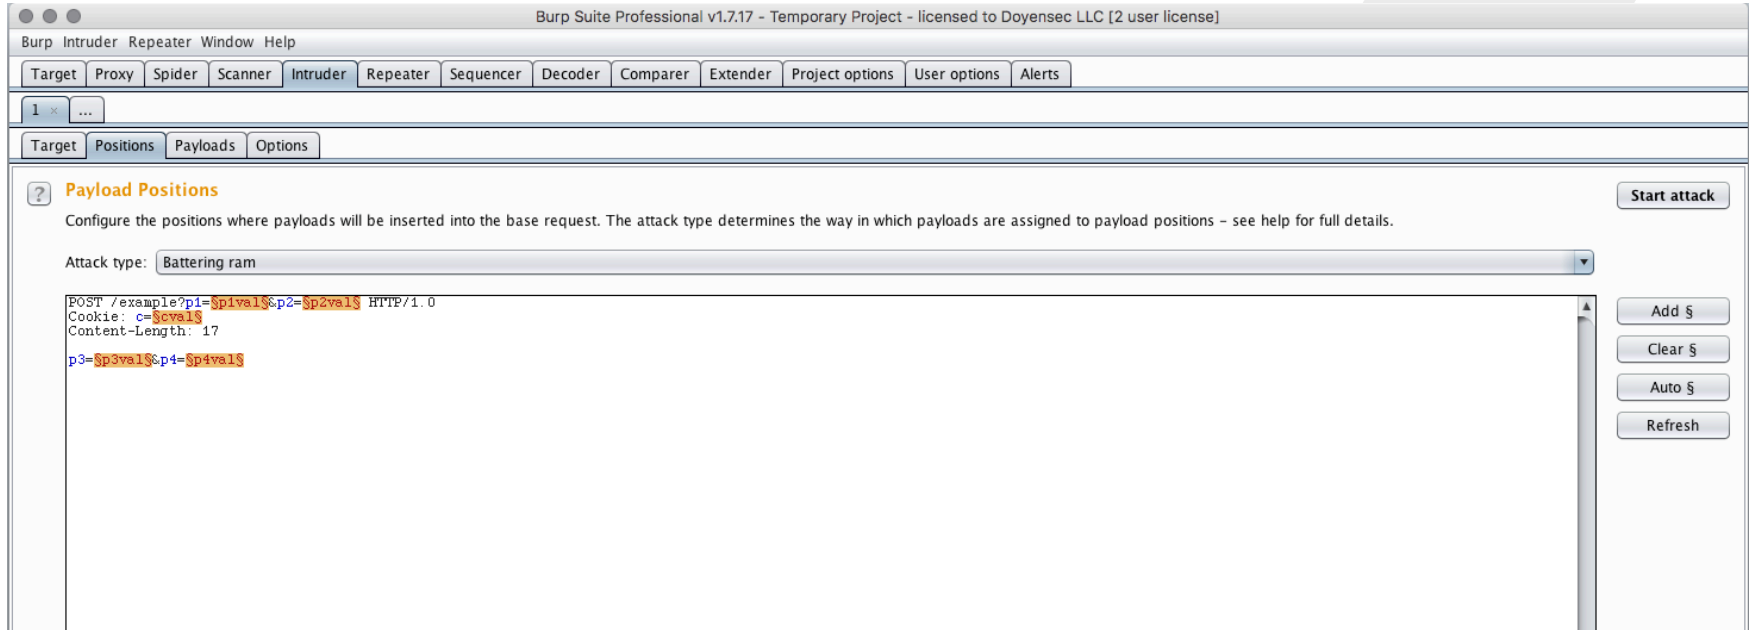 Burp Suite Professional v1.7.17 - Temporary Project - licensed to Doyensec LLC [2 user license]
Burp Intruder Repeater Window Help
Target Proxy Spider Scanner Intruder Repeater Sequencer Decoder Comparer Extender Project options User options Alerts
1 × ...
Target Positions Payloads Options
? Payload Positions
Start attack
Configure the positions where payloads will be inserted into the base request. The attack type determines the way in which payloads are assigned to payload positions – see help for full details.
Attack type: Battering ram
POST /example?p1=§p1val§&p2=§p2val§ HTTP/1.0
Cookie: c=§cval§
Content-Length: 17
p3=§p3val§&p4=§p4val§
Add §
Clear §
Auto §
Refresh